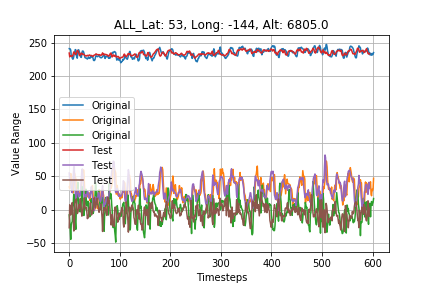 ALL_Lat: 53, Long: -144, Alt: 6805.0
250
200
150
100
50
0
−50
Value Range
Original
Original
Original
Test
Test
Test
0
100
200
300
400
500
600
Timesteps